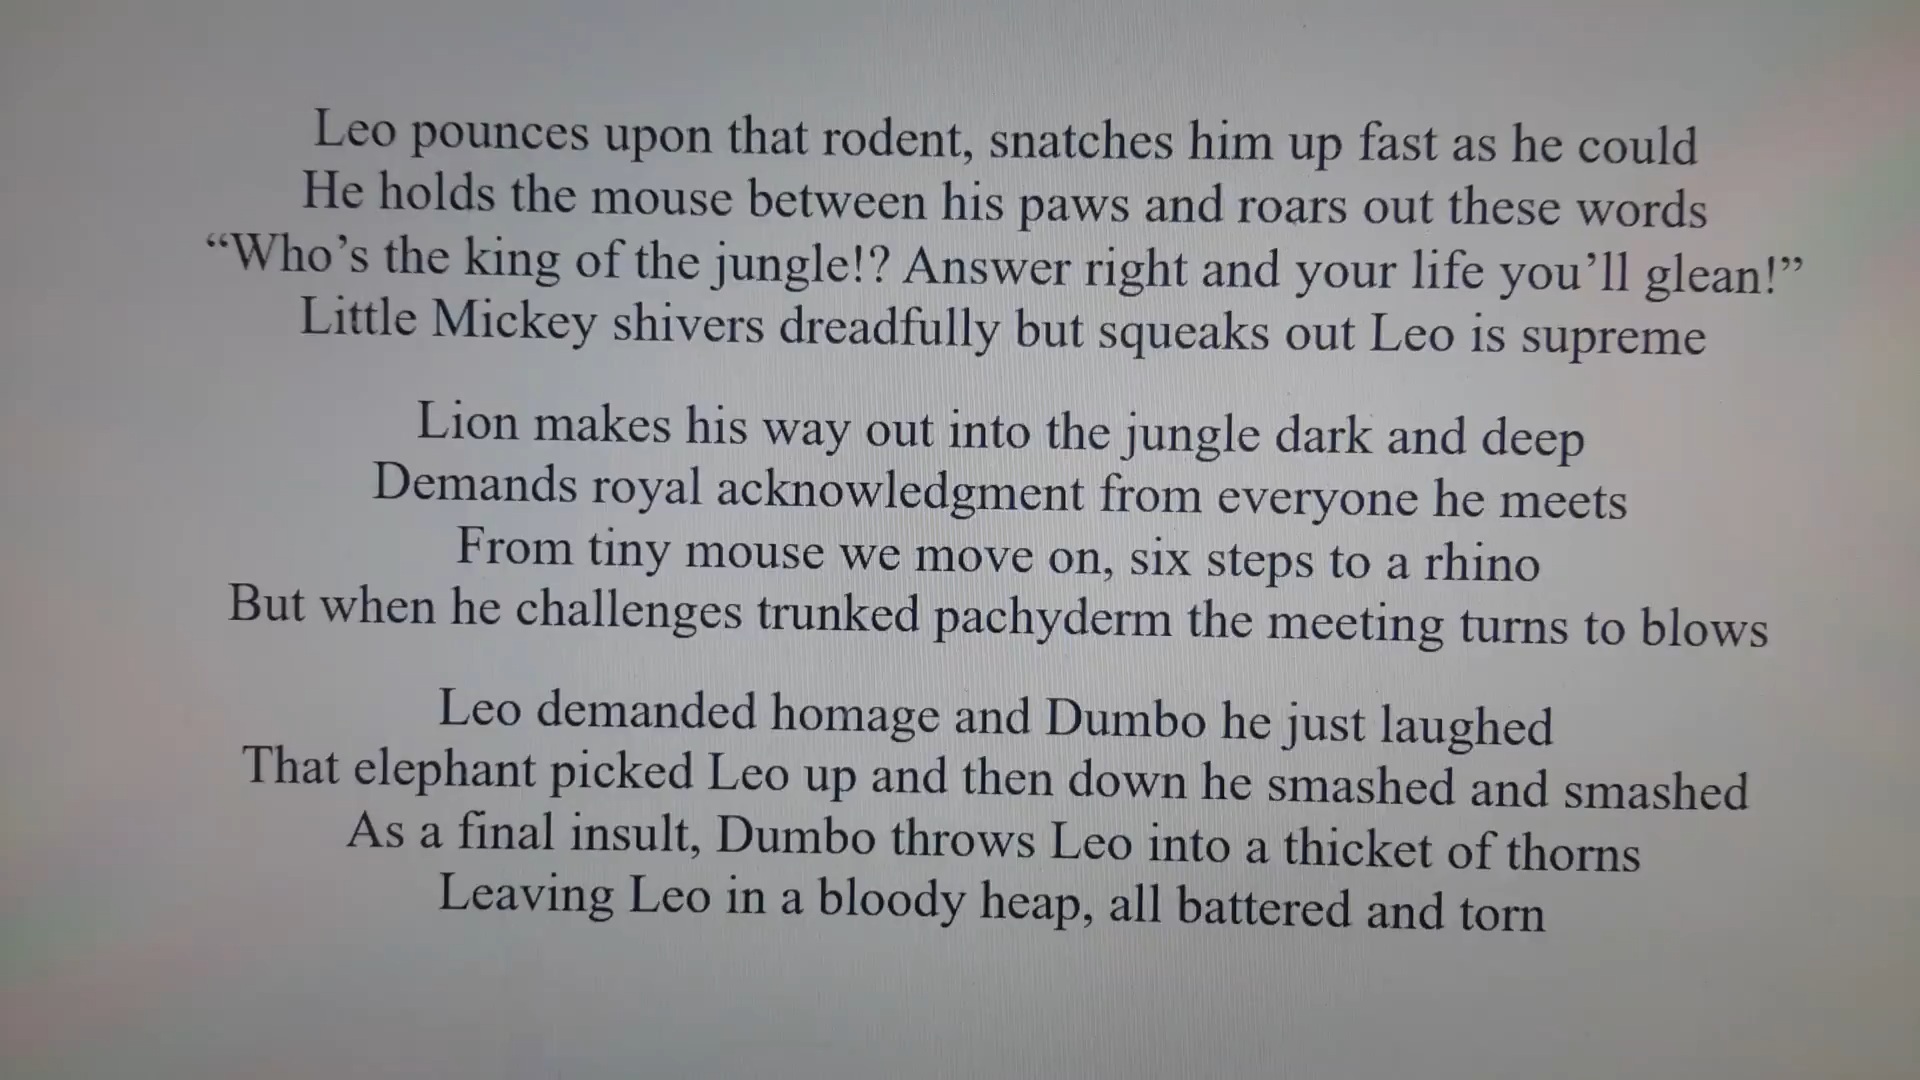 Leo pounces upon that rodent, snatches him up fast as he could
He holds the mouse between his paws and roars out these words
“Who’s the king of the jungle!? Answer right and your life you’ll glean!”
Little Mickey shivers dreadfully but squeaks out Leo is supreme
Lion makes his way out into the jungle dark and deep
Demands royal acknowledgment from everyone he meets
From tiny mouse we move on, six steps to a rhino
But when he challenges trunked pachyderm the meeting turns to blows
Leo demanded homage and Dumbo he just laughed
That elephant picked Leo up and then down he smashed and smashed
As a final insult, Dumbo throws Leo into a thicket of thorns
Leaving Leo in a bloody heap, all battered and torn